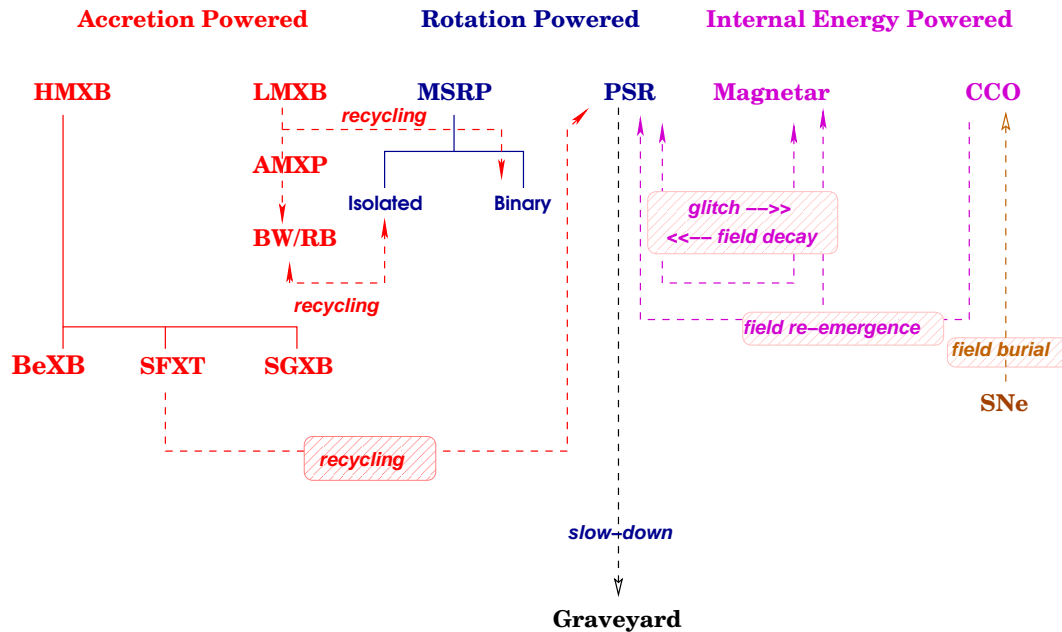 Accretion Powered
Rotation Powered
Internal Energy Powered
HMXB
LMXB
MSRP
PSR
Magnetar
CCO
recycling
AMXP
Isolated
Binary
glitch −−>>
<<−− field decay
BW/RB
recycling
field re−emergence
BeXB
SFXT
SGXB
field burial
SNe
recycling
slow−down
Graveyard